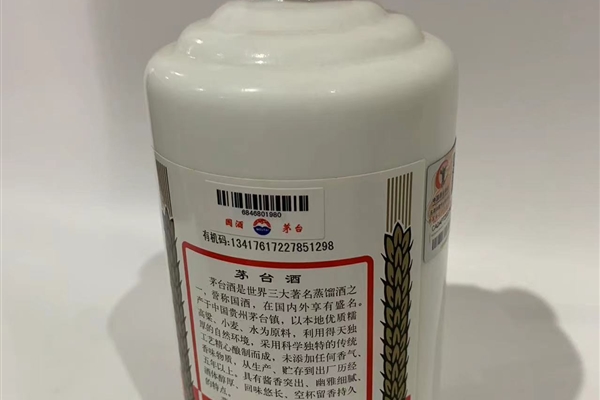 6846801980
国酒 茅台
有机码:13417617227851298
茅台酒
茅台酒是世界三大著名蒸馏酒之
一,誉称国酒,在国内外享有盛名。
产于中国贵州茅台镇,以本地优质糯
高粱、小麦、水为原料,利用得天独
厚的自然环境,采用科学独特的传统
工艺精心酿制而成,未添加任何香气、
香味物质,从生产、贮存到出厂历经
五年以上。具有酱香突出、幽雅细腻、
酒体醇厚、回味悠长、空杯留香持久
的特点。